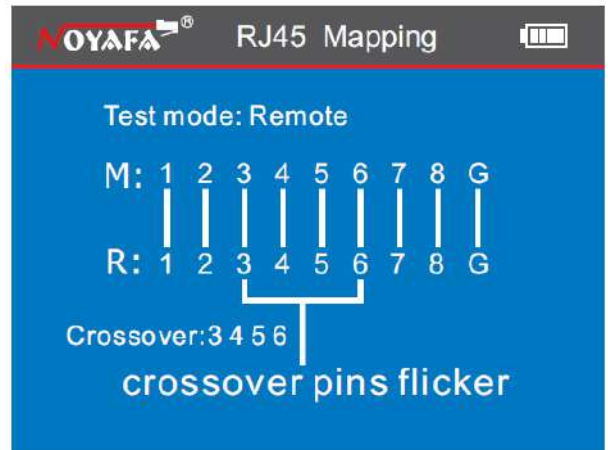 NOYAFA® RJ45 Mapping
Test mode: Remote
M: 1 2 3 4 5 6 7 8 G
R: 1 2 3 4 5 6 7 8 G
Crossover:3 4 5 6
crossover pins flicker